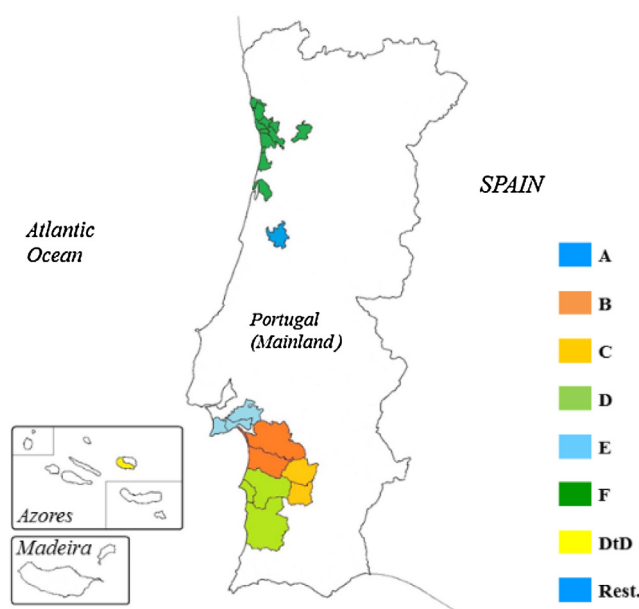 SPAIN
Atlantic
Ocean
Portugal
(Mainland)
Azores
Madeira
A
B
C
D
E
F
DtD
Rest.